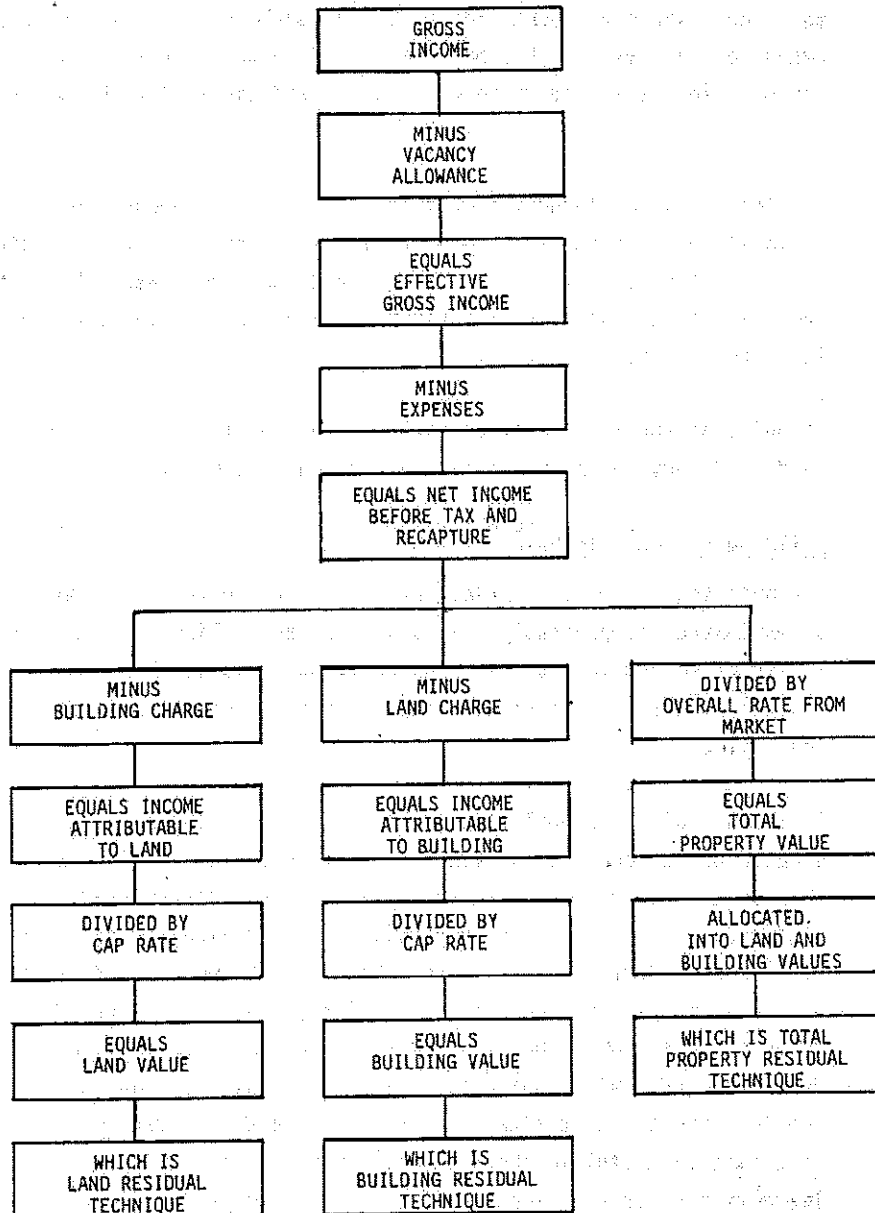 GROSS
INCOME
MINUS
VACANCY
ALLOWANCE
EQUALS
EFFECTIVE
GROSS INCOME
MINUS
EXPENSES
EQUALS NET INCOME
BEFORE TAX AND
RECAPTURE
MINUS
BUILDING CHARGE
EQUALS INCOME
ATTRIBUTABLE
TO LAND
DIVIDED BY
CAP RATE
EQUALS
LAND VALUE
WHICH IS
LAND RESIDUAL
TECHNIQUE
MINUS
LAND CHARGE
EQUALS INCOME
ATTRIBUTABLE
TO BUILDING
DIVIDED BY
CAP RATE
EQUALS
BUILDING VALUE
WHICH IS
BUILDING RESIDUAL
TECHNIQUE
DIVIDED BY
OVERALL RATE FROM
MARKET
EQUALS
TOTAL
PROPERTY VALUE
ALLOCATED.
INTO LAND AND
BUILDING VALUES
WHICH IS TOTAL
PROPERTY RESIDUAL
TECHNIQUE